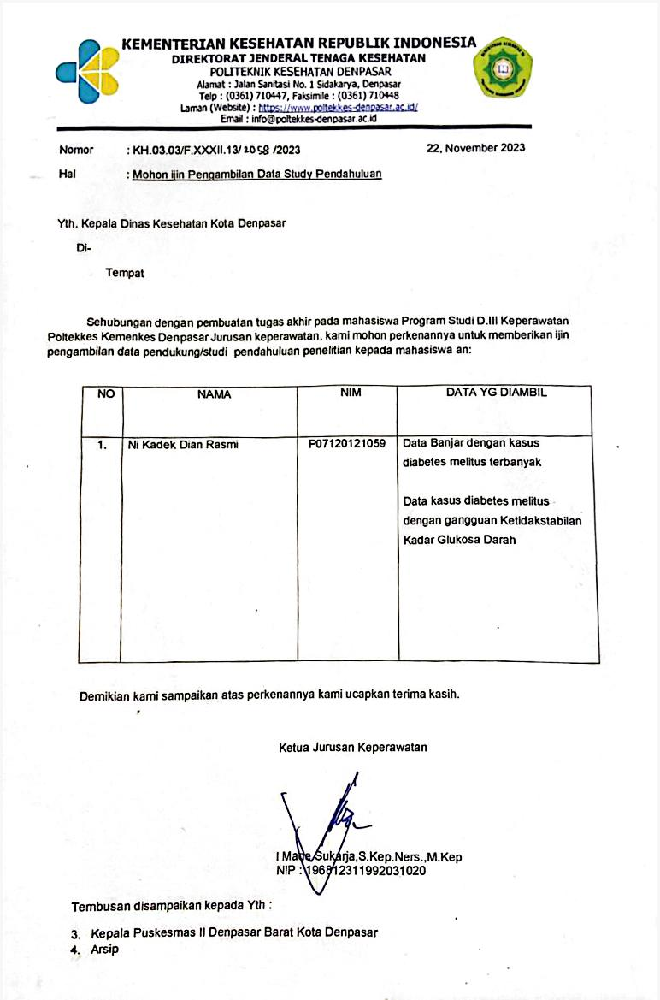 KEMENTERIAN KESEHATAN REPUBLIK INDONESIA
DIREKTORAT JENDERAL TENAGA KESEHATAN
POLITEKNIK KESEHATAN DENPASAR
Alamat : Jalan Sanitasi No. 1 Sidakarya, Denpasar
Telp : (0361) 710447, Faksimile : (0361) 710448
Laman (Website) : https://www.poltekkes-denpasar.ac.id/
Email : info@poltekkes-denpasar.ac.id
Nomor : KH.03.03/F.XXXII.13/2058/2023 22, November 2023
Hal : Mohon ijin Pengambilan Data Study Pendahuluan
Yth. Kepala Dinas Kesehatan Kota Denpasar
Di-
Tempat
Sehubungan dengan pembuatan tugas akhir pada mahasiswa Program Studi D.III Keperawatan
Poltekkes Kemenkes Denpasar Jurusan keperawatan, kami mohon perkenannya untuk memberikan ijin
pengambilan data pendukung/studi pendahuluan penelitian kepada mahasiswa an:
NO NAMA NIM DATA YG DIAMBIL
1. Ni Kadek Dian Rasmi P07120121059 Data Banjar dengan kasus
diabetes melitus terbanyak
Data kasus diabetes melitus
dengan gangguan Ketidakstabilan
Kadar Glukosa Darah
Demikian kami sampaikan atas perkenannya kami ucapkan terima kasih.
Ketua Jurusan Keperawatan
I Made Sukarja,S.Kep.Ners.,M.Kep
NIP : 196812311992031020
Tembusan disampaikan kepada Yth :
3. Kepala Puskesmas II Denpasar Barat Kota Denpasar
4. Arsip